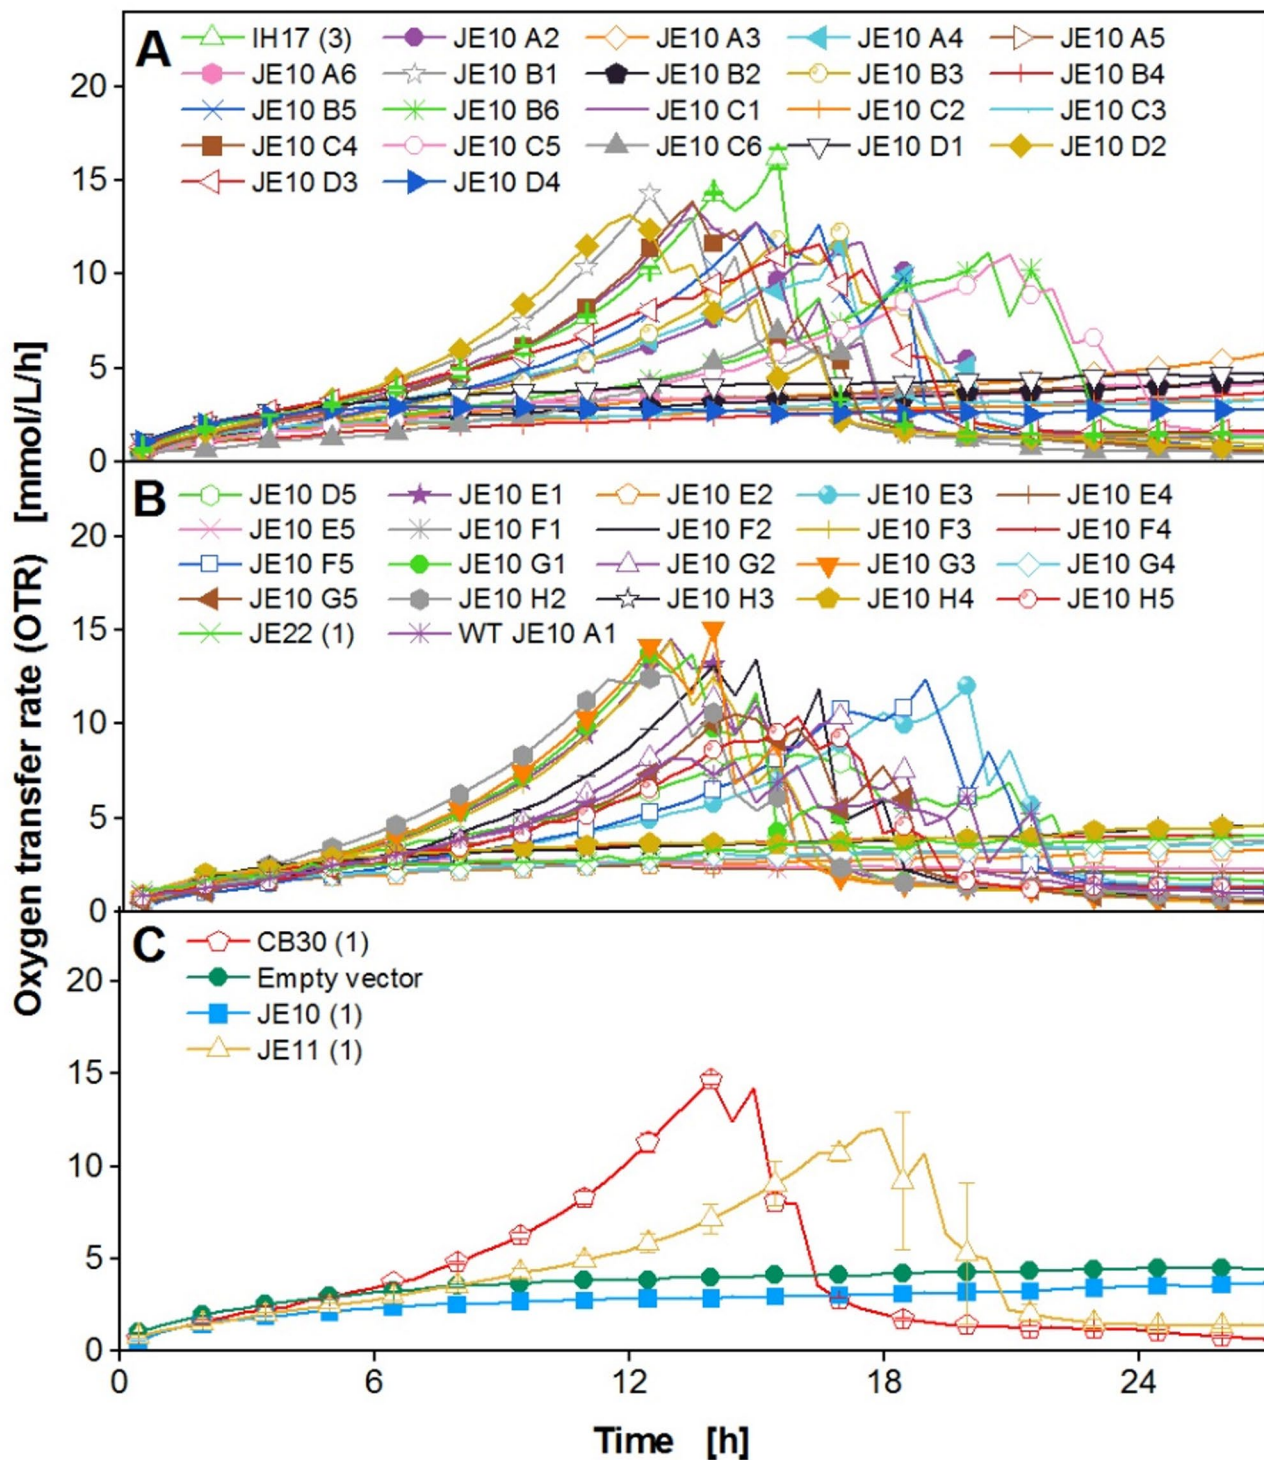 A
IH17 (3) JE10 A2 JE10 A3 JE10 A4 JE10 A5
JE10 A6 JE10 B1 JE10 B2 JE10 B3 JE10 B4
JE10 B5 JE10 B6 JE10 C1 JE10 C2 JE10 C3
JE10 C4 JE10 C5 JE10 C6 JE10 D1 JE10 D2
JE10 D3 JE10 D4
20
15
10
5
0
B
JE10 D5 JE10 E1 JE10 E2 JE10 E3 JE10 E4
JE10 E5 JE10 F1 JE10 F2 JE10 F3 JE10 F4
JE10 F5 JE10 G1 JE10 G2 JE10 G3 JE10 G4
JE10 G5 JE10 H2 JE10 H3 JE10 H4 JE10 H5
JE22 (1) WT JE10 A1
20
15
10
5
0
C
CB30 (1)
Empty vector
JE10 (1)
JE11 (1)
20
15
10
5
0
Oxygen transfer rate (OTR) [mmol/L/h]
0 6 12 18 24
Time [h]